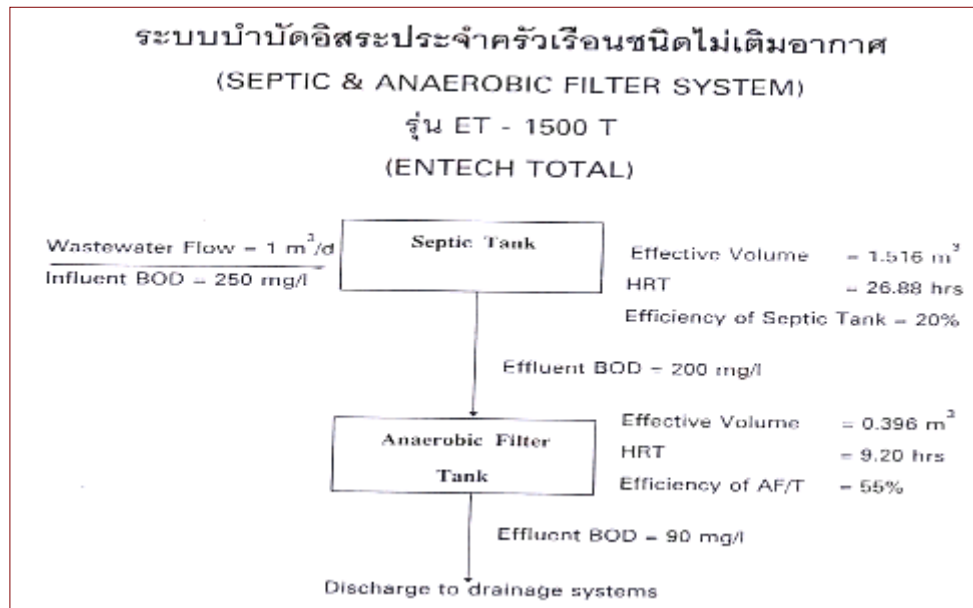 ระบบบำบัดอิสระประจำครัวเรือนชนิดไม่เติมอากาศ
(SEPTIC & ANAEROBIC FILTER SYSTEM)
รุ่น ET - 1500 T
(ENTECH TOTAL)
Wastewater Flow = 1 m³/d
Influent BOD = 250 mg/l
Septic Tank
Effective Volume = 1.516 m³
HRT = 26.88 hrs
Efficiency of Septic Tank = 20%
Effluent BOD = 200 mg/l
Anaerobic Filter
Tank
Effective Volume = 0.396 m³
HRT = 9.20 hrs
Efficiency of AF/T = 55%
Effluent BOD = 90 mg/l
Discharge to drainage systems